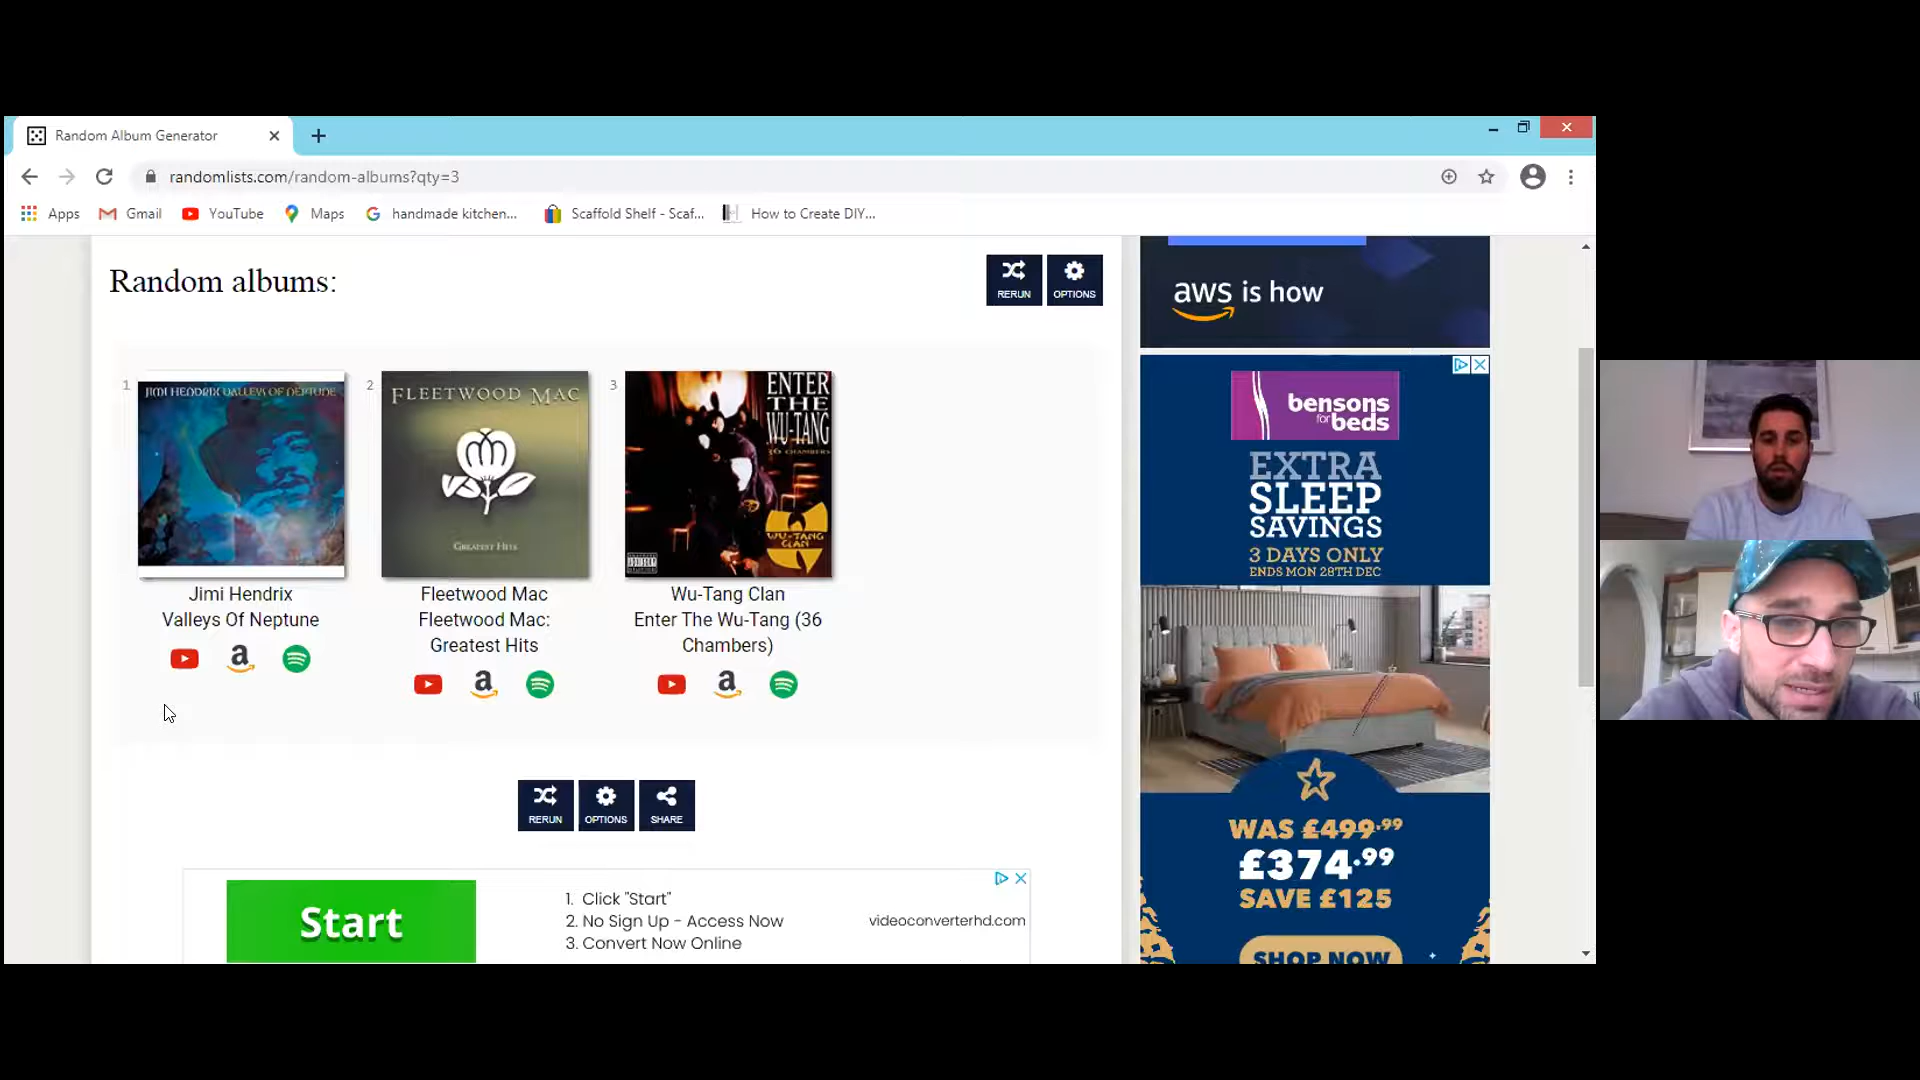 Random Album Generator
randomlists.com/random-albums?qty=3
Apps
Gmail
YouTube
Maps
handmade kitchen...
Scaffold Shelf - Scaf...
How to Create DIY...
Random albums:
RERUN
OPTIONS
1
JIMI HENDRIX VALLEYS OF NEPTUNE
Jimi Hendrix
Valleys Of Neptune
2
FLEETWOOD MAC
GREATEST HITS
Fleetwood Mac
Fleetwood Mac:
Greatest Hits
3
ENTER
THE
WU-TANG
36 CHAMBERS
WU-TANG
CLAN
Wu-Tang Clan
Enter The Wu-Tang (36
Chambers)
RERUN
OPTIONS
SHARE
Start
1. Click "Start"
2. No Sign Up - Access Now
3. Convert Now Online
videoconverterhd.com
aws is how
bensons
for beds
EXTRA
SLEEP
SAVINGS
3 DAYS ONLY
ENDS MON 28TH DEC
WAS £499.99
£374.99
SAVE £125
SHOP NOW